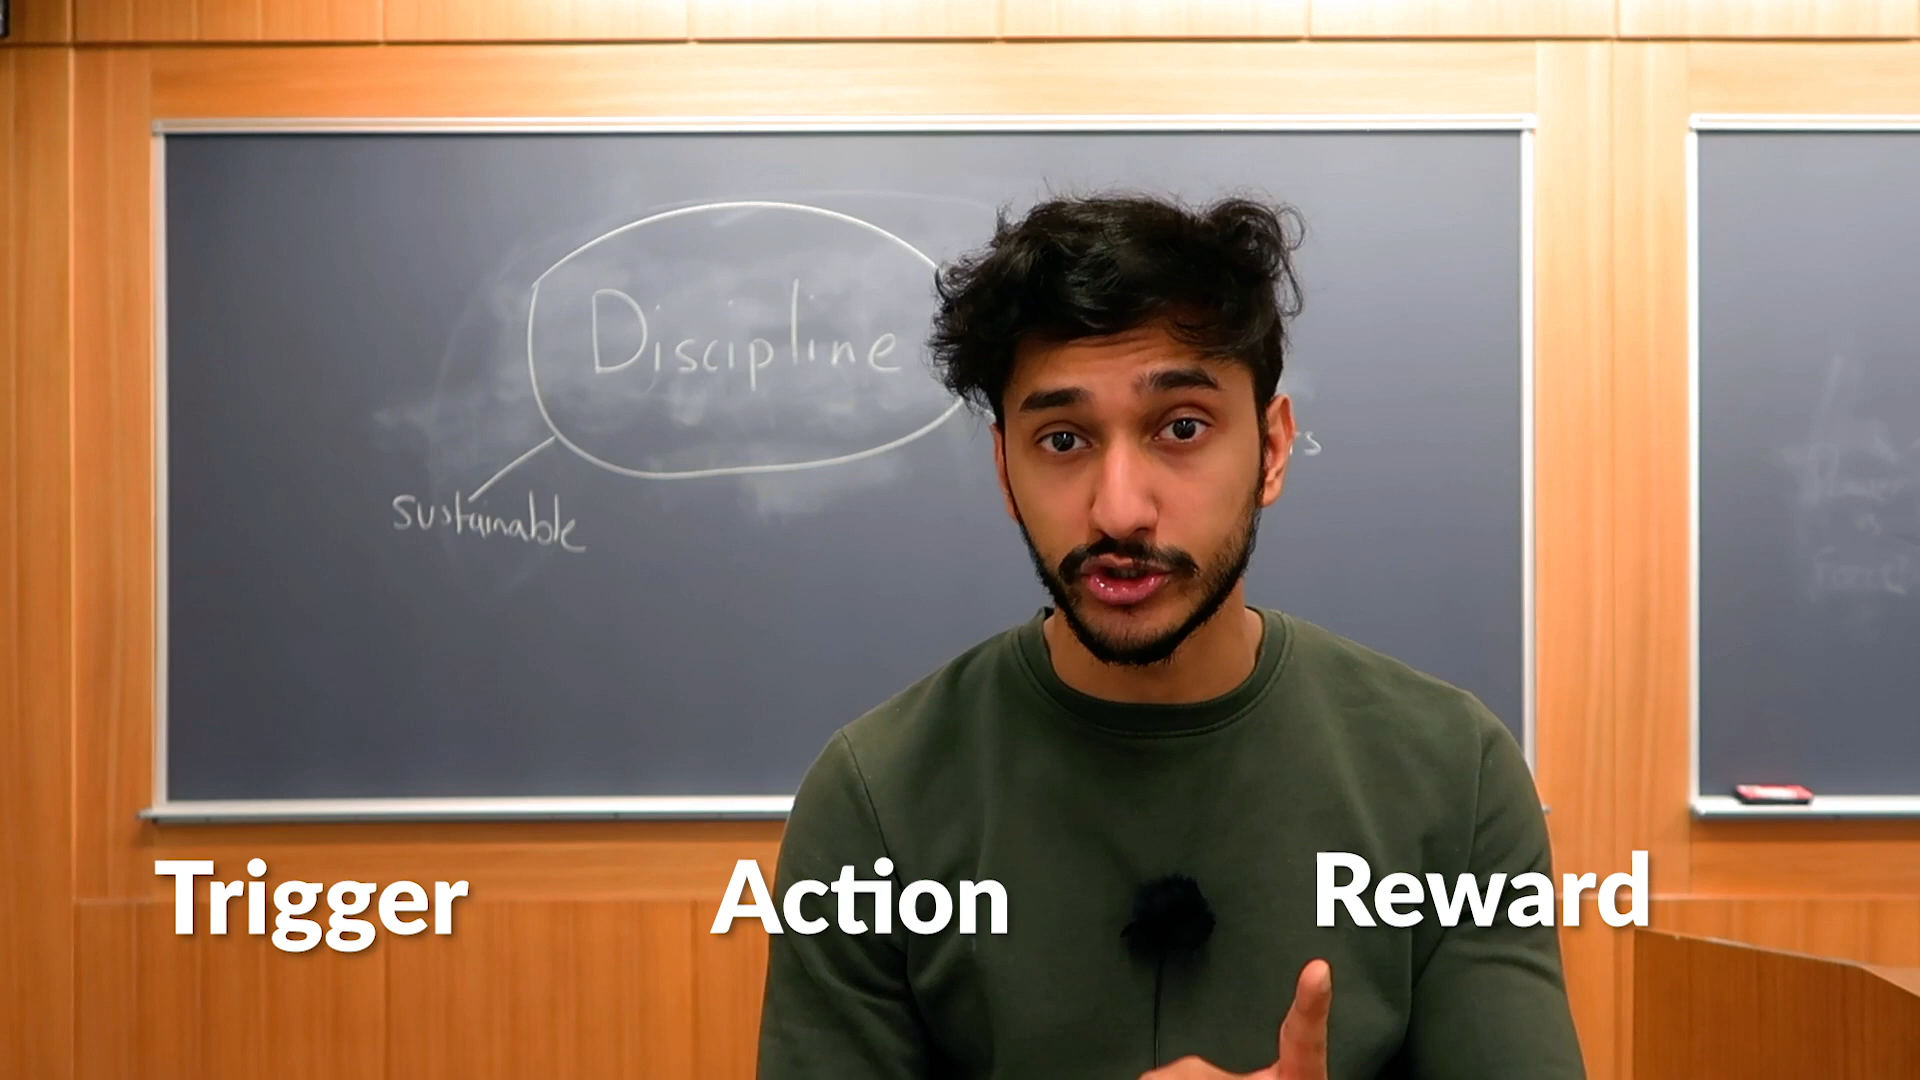 Discipline
sustainable
Trigger Action Reward